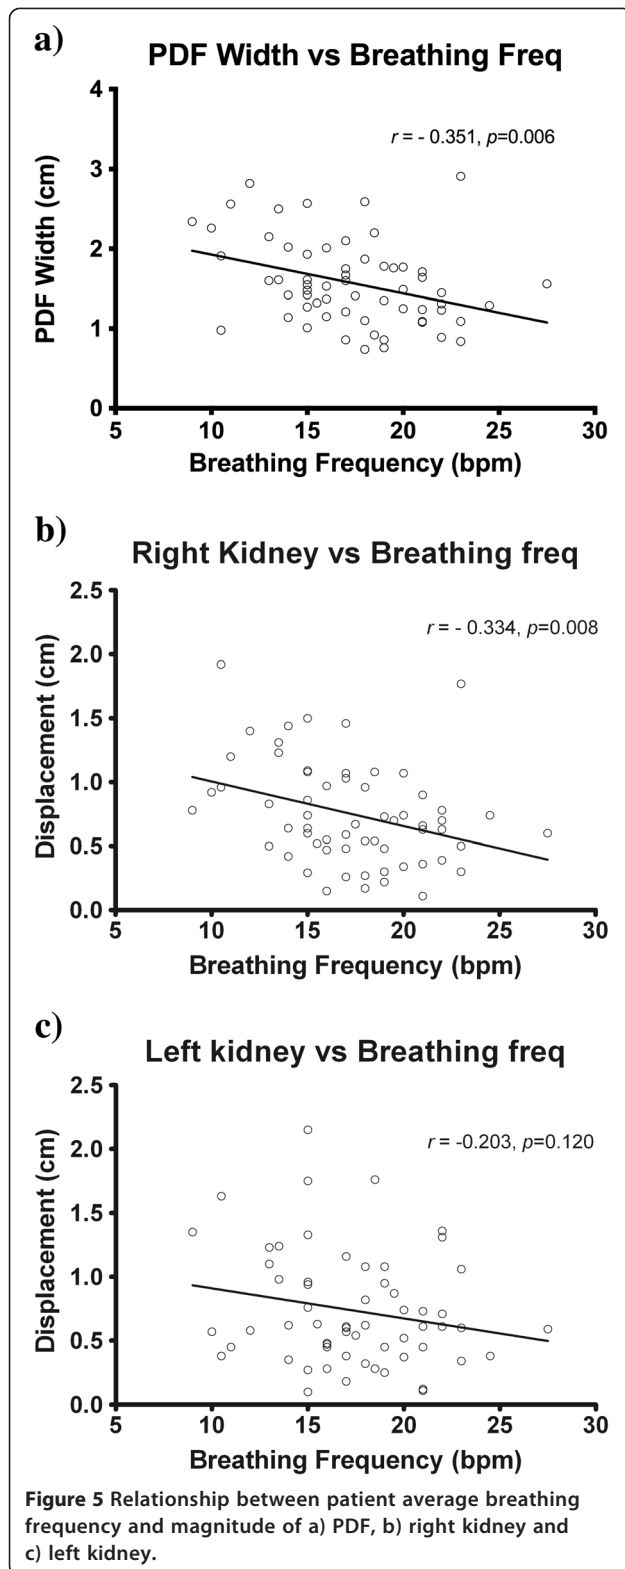 a)
PDF Width vs Breathing Freq
r = - 0.351, p=0.006
PDF Width (cm)
4
3
2
1
0
5 10 15 20 25 30
Breathing Frequency (bpm)
b)
Right Kidney vs Breathing freq
r = - 0.334, p=0.008
Displacement (cm)
2.5
2.0
1.5
1.0
0.5
0.0
5 10 15 20 25 30
Breathing Frequency (bpm)
c)
Left kidney vs Breathing freq
r = -0.203, p=0.120
Displacement (cm)
2.5
2.0
1.5
1.0
0.5
0.0
5 10 15 20 25 30
Breathing Frequency (bpm)
Figure 5 Relationship between patient average breathing
frequency and magnitude of a) PDF, b) right kidney and
c) left kidney.